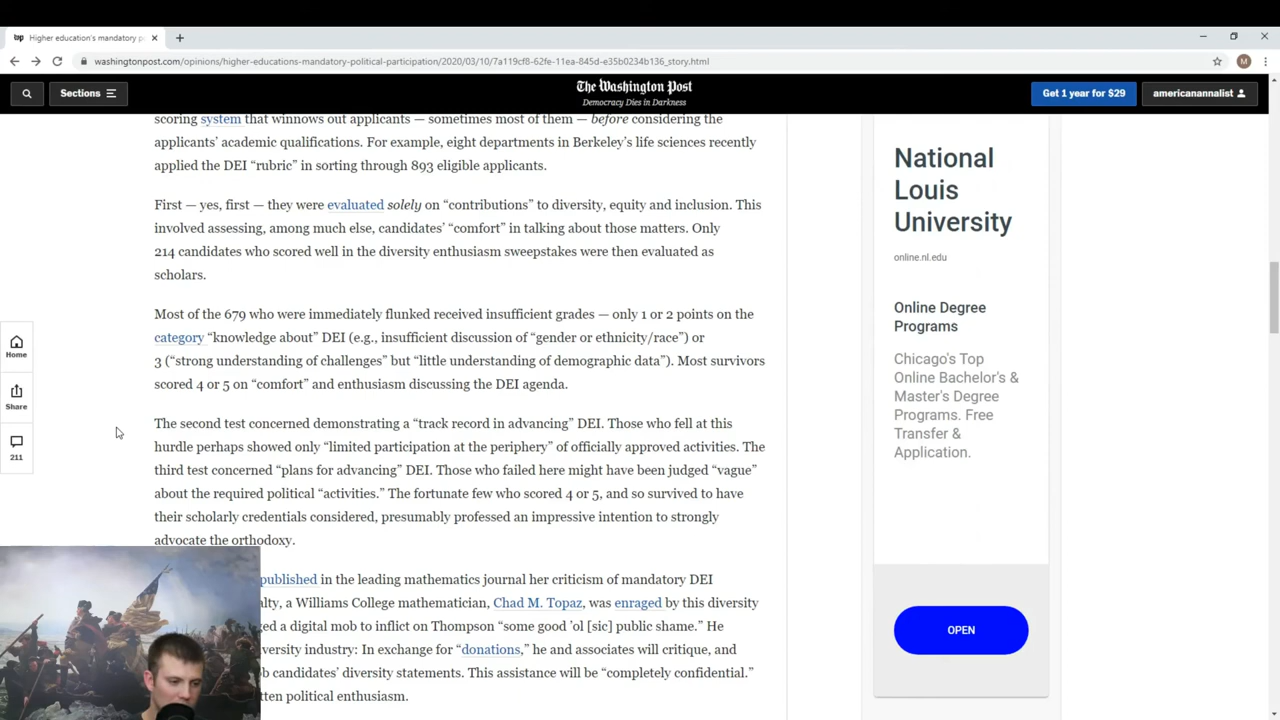 Higher education's mandatory p
washingtonpost.com/opinions/higher-educations-mandatory-political-participation/2020/03/10/7a119cf8-62fe-11ea-845d-e35b0234b136_story.html
M
Sections
The Washington Post
Democracy Dies in Darkness
Get 1 year for $29
americanannalist
scoring system that winnows out applicants — sometimes most of them — before considering the
applicants' academic qualifications. For example, eight departments in Berkeley's life sciences recently
applied the DEI “rubric” in sorting through 893 eligible applicants.
First — yes, first — they were evaluated solely on “contributions” to diversity, equity and inclusion. This
involved assessing, among much else, candidates' “comfort” in talking about those matters. Only
214 candidates who scored well in the diversity enthusiasm sweepstakes were then evaluated as
scholars.
Most of the 679 who were immediately flunked received insufficient grades — only 1 or 2 points on the
category “knowledge about” DEI (e.g., insufficient discussion of “gender or ethnicity/race”) or
3 (“strong understanding of challenges” but “little understanding of demographic data”). Most survivors
scored 4 or 5 on “comfort” and enthusiasm discussing the DEI agenda.
The second test concerned demonstrating a “track record in advancing” DEI. Those who fell at this
hurdle perhaps showed only “limited participation at the periphery” of officially approved activities. The
third test concerned “plans for advancing” DEI. Those who failed here might have been judged “vague”
about the required political “activities.” The fortunate few who scored 4 or 5, and so survived to have
their scholarly credentials considered, presumably professed an impressive intention to strongly
advocate the orthodoxy.
published in the leading mathematics journal her criticism of mandatory DEI
alty, a Williams College mathematician, Chad M. Topaz, was enraged by this diversity
ged a digital mob to inflict on Thompson “some good 'ol [sic] public shame.” He
versity industry: In exchange for “donations,” he and associates will critique, and
b candidates' diversity statements. This assistance will be “completely confidential.”
tten political enthusiasm.
Home
Share
211
National
Louis
University
online.nl.edu
Online Degree
Programs
Chicago's Top
Online Bachelor's &
Master's Degree
Programs. Free
Transfer &
Application.
OPEN